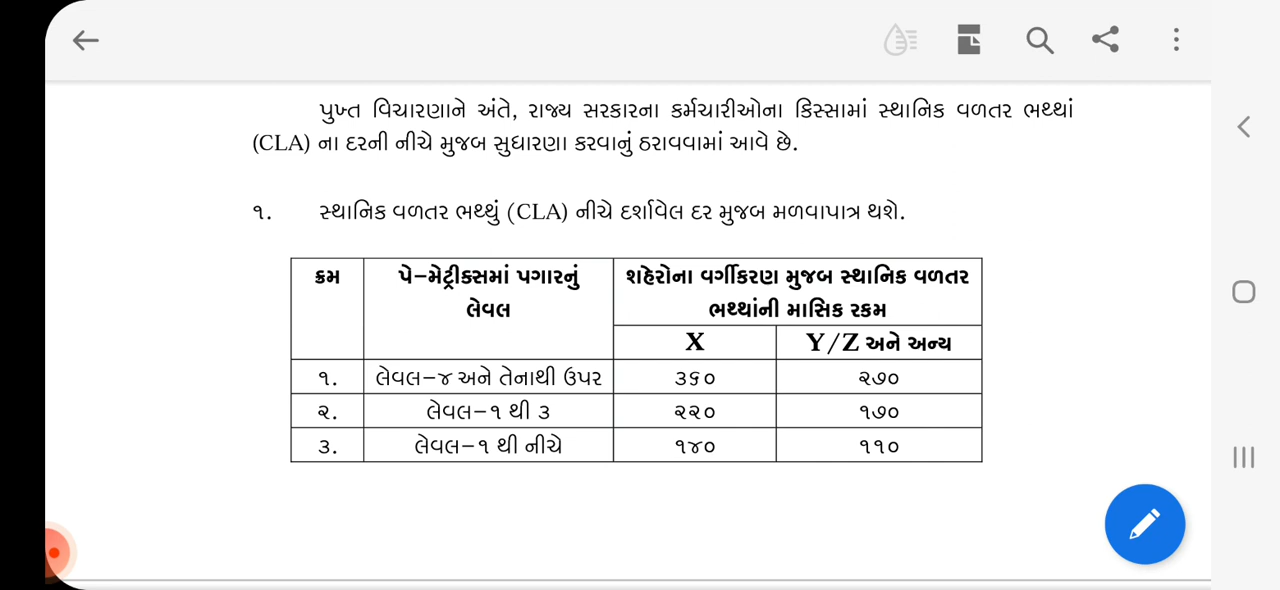 પુખ્ત વિચારણાને અંતે, રાજ્ય સરકારના કર્મચારીઓના કિસ્સામાં સ્થાનિક વળતર ભથ્થાં
(CLA) ના દરની નીચે મુજબ સુધારણા કરવાનું ઠરાવવામાં આવે છે.
૧. સ્થાનિક વળતર ભથ્થું (CLA) નીચે દર્શાવેલ દર મુજબ મળવાપાત્ર થશે.
ક્રમ પે-મેટ્રીક્સમાં પગારનું શહેરોના વર્ગીકરણ મુજબ સ્થાનિક વળતર
લેવલ ભથ્થાંની માસિક રકમ
X Y/Z અને અન્ય
૧. લેવલ-૪ અને તેનાથી ઉપર ૩૬૦ ૨૭૦
૨. લેવલ-૧ થી ૩ ૨૨૦ ૧૭૦
૩. લેવલ-૧ થી નીચે ૧૪૦ ૧૧૦